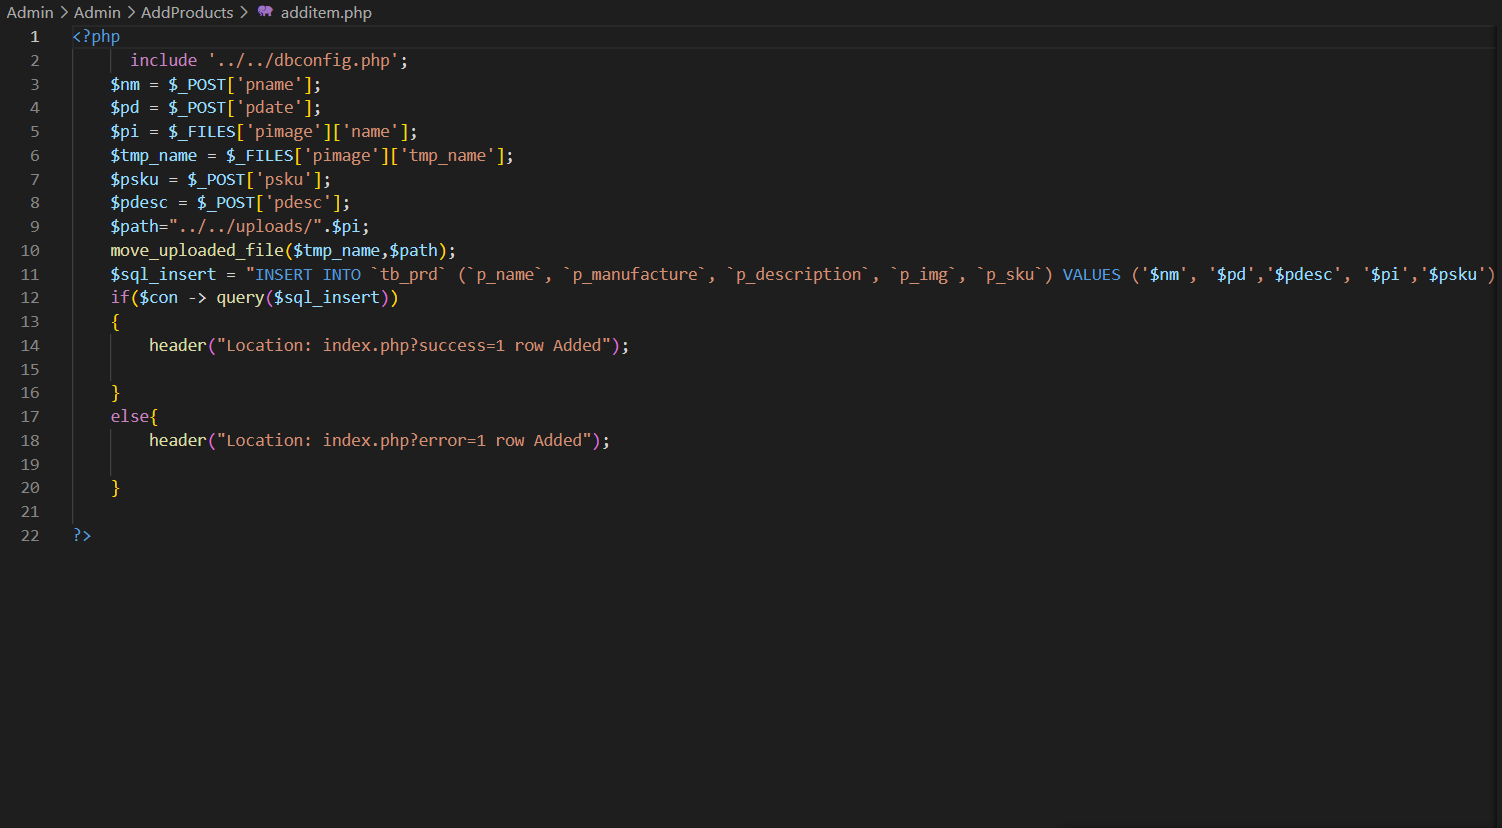 Admin > Admin > AddProducts > additem.php
1 <?php
2 include '../../dbconfig.php';
3 $nm = $_POST['pname'];
4 $pd = $_POST['pdate'];
5 $pi = $_FILES['pimage']['name'];
6 $tmp_name = $_FILES['pimage']['tmp_name'];
7 $psku = $_POST['psku'];
8 $pdesc = $_POST['pdesc'];
9 $path="../../uploads/".$pi;
10 move_uploaded_file($tmp_name,$path);
11 $sql_insert = "INSERT INTO `tb_prd` (`p_name`, `p_manufacture`, `p_description`, `p_img`, `p_sku`) VALUES ('$nm', '$pd','$pdesc', '$pi','$psku')
12 if($con -> query($sql_insert))
13 {
14 header("Location: index.php?success=1 row Added");
15
16 }
17 else{
18 header("Location: index.php?error=1 row Added");
19
20 }
21
22 ?>